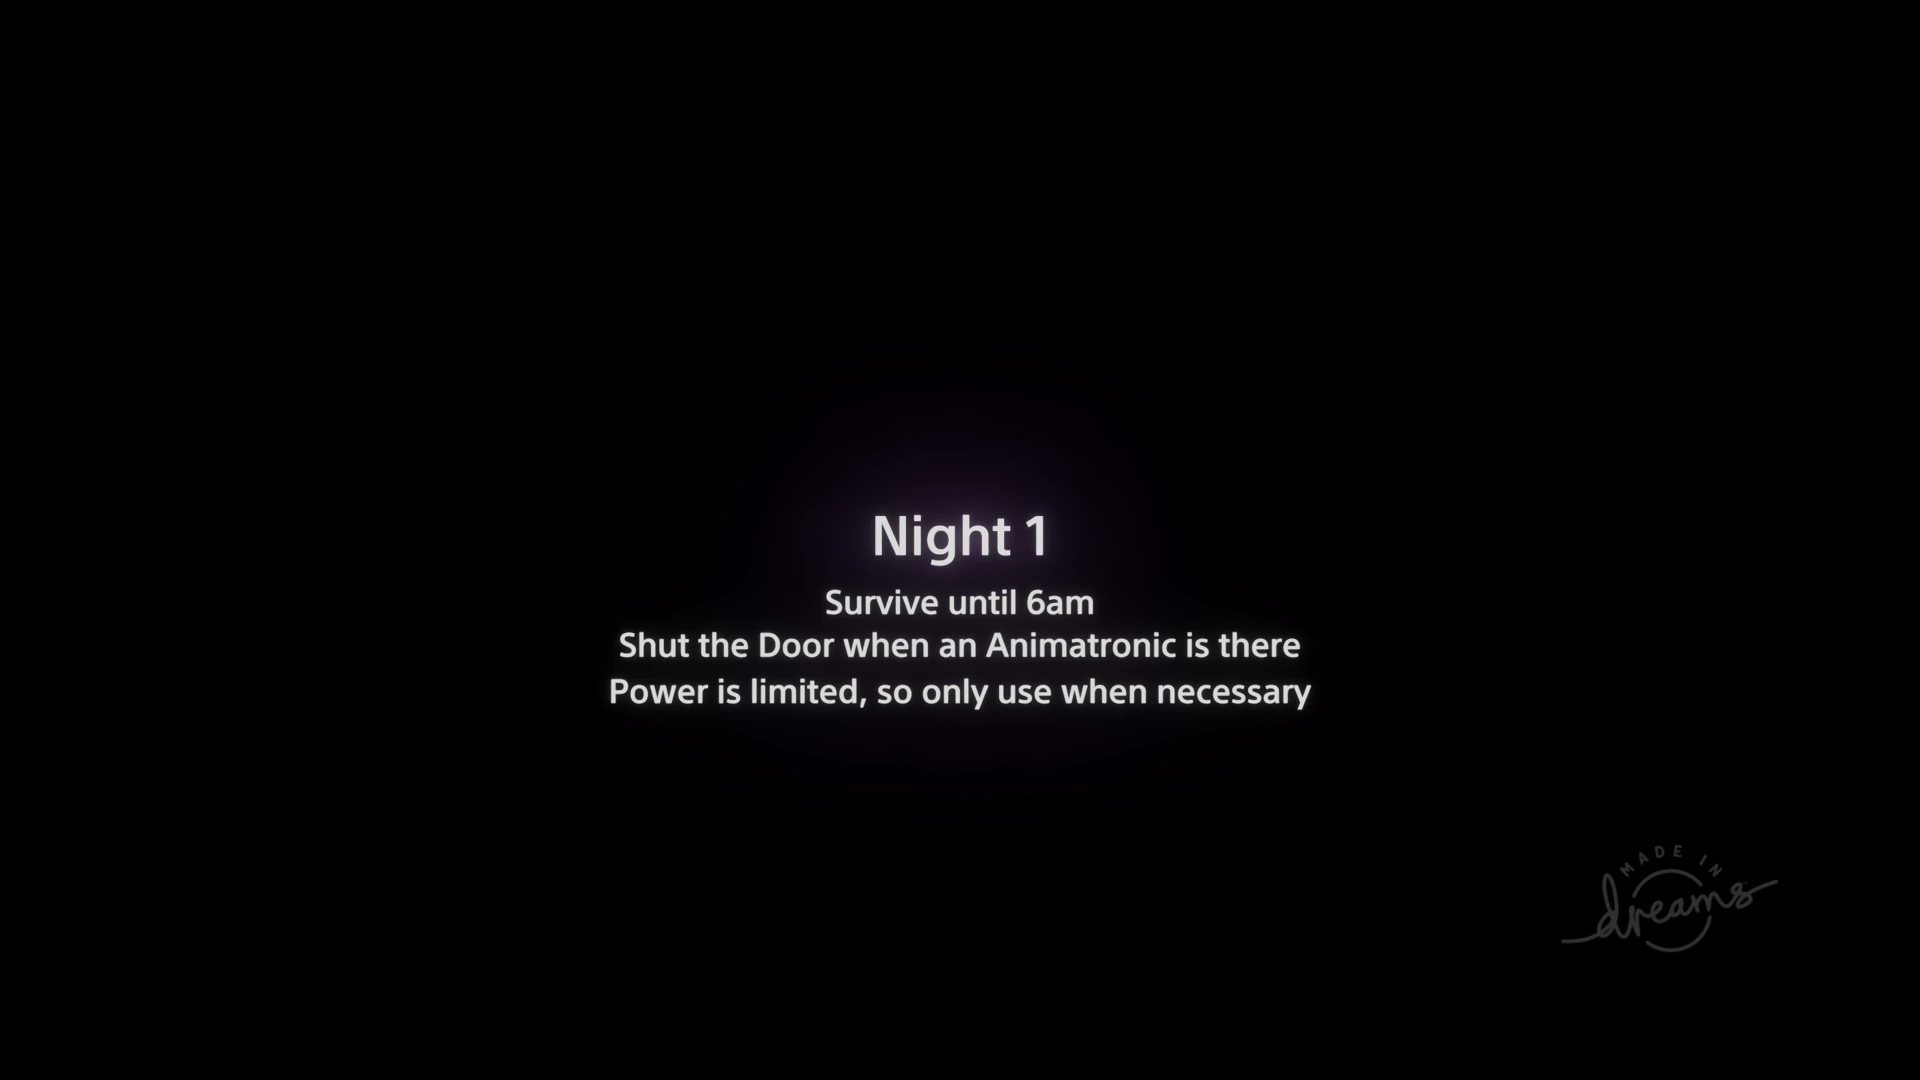 Night 1
Survive until 6am
Shut the Door when an Animatronic is there
Power is limited, so only use when necessary
MADE IN
dreams